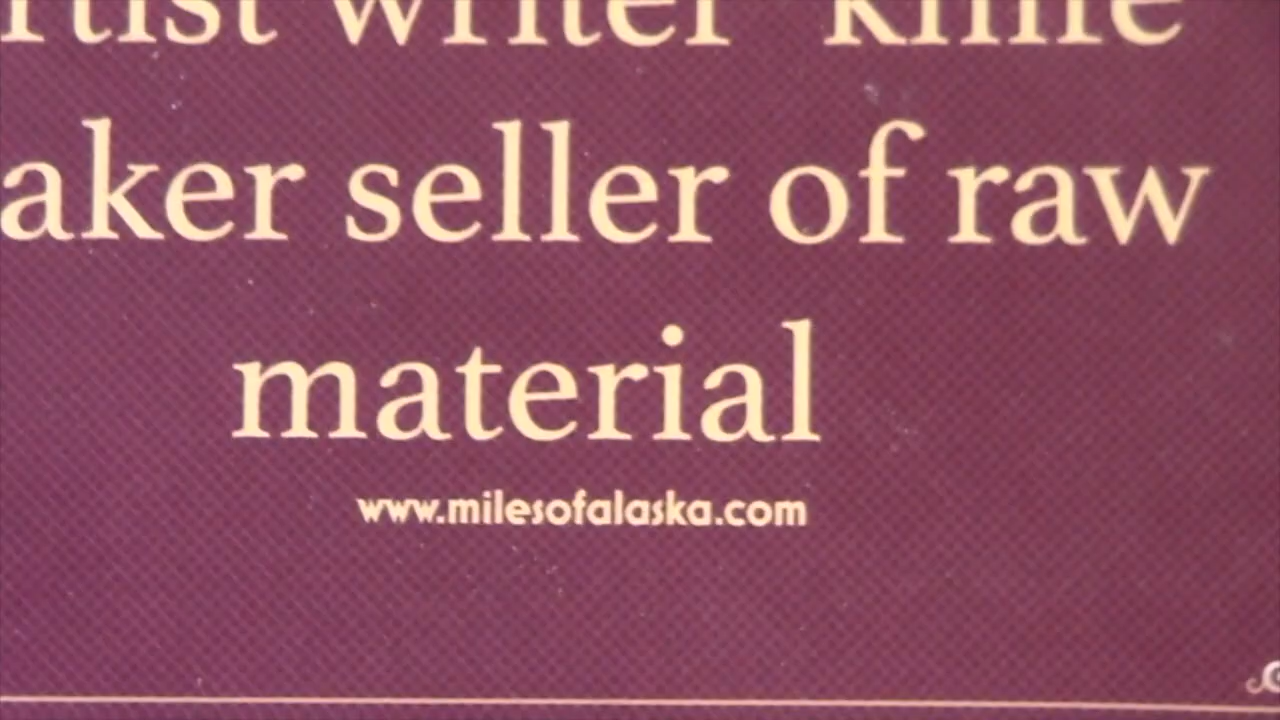 rtist writer knife
aker seller of raw
material
www.milesofalaska.com